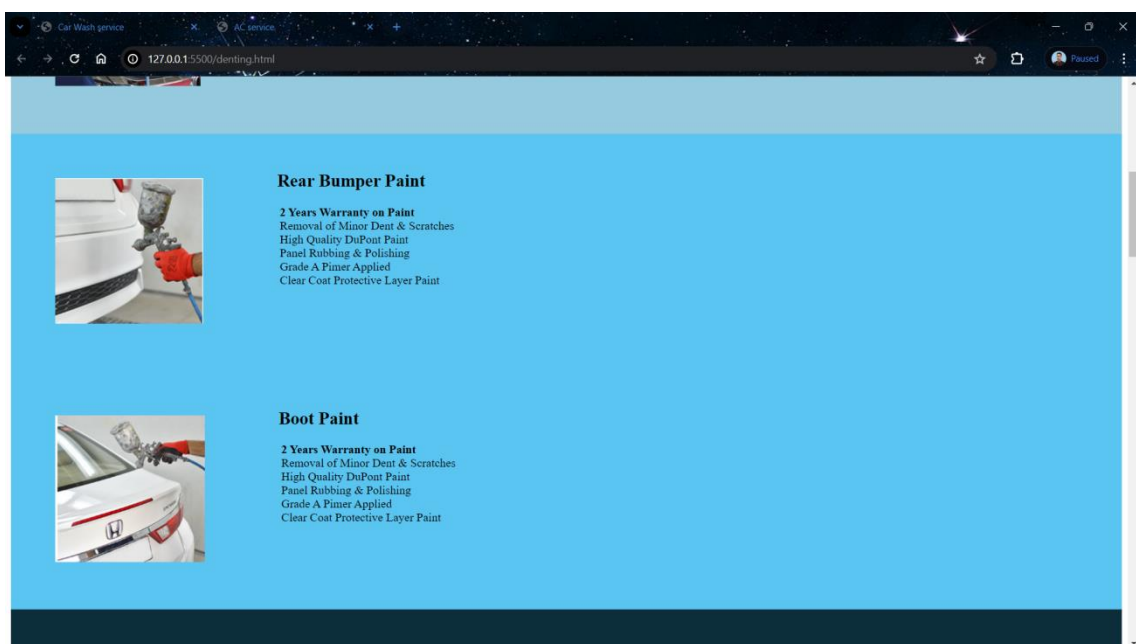 Car Wash service
AC service
127.0.0.1:5500/denting.html
Paused
Rear Bumper Paint
2 Years Warranty on Paint
Removal of Minor Dent & Scratches
High Quality DuPont Paint
Panel Rubbing & Polishing
Grade A Pimer Applied
Clear Coat Protective Layer Paint
Boot Paint
2 Years Warranty on Paint
Removal of Minor Dent & Scratches
High Quality DuPont Paint
Panel Rubbing & Polishing
Grade A Pimer Applied
Clear Coat Protective Layer Paint